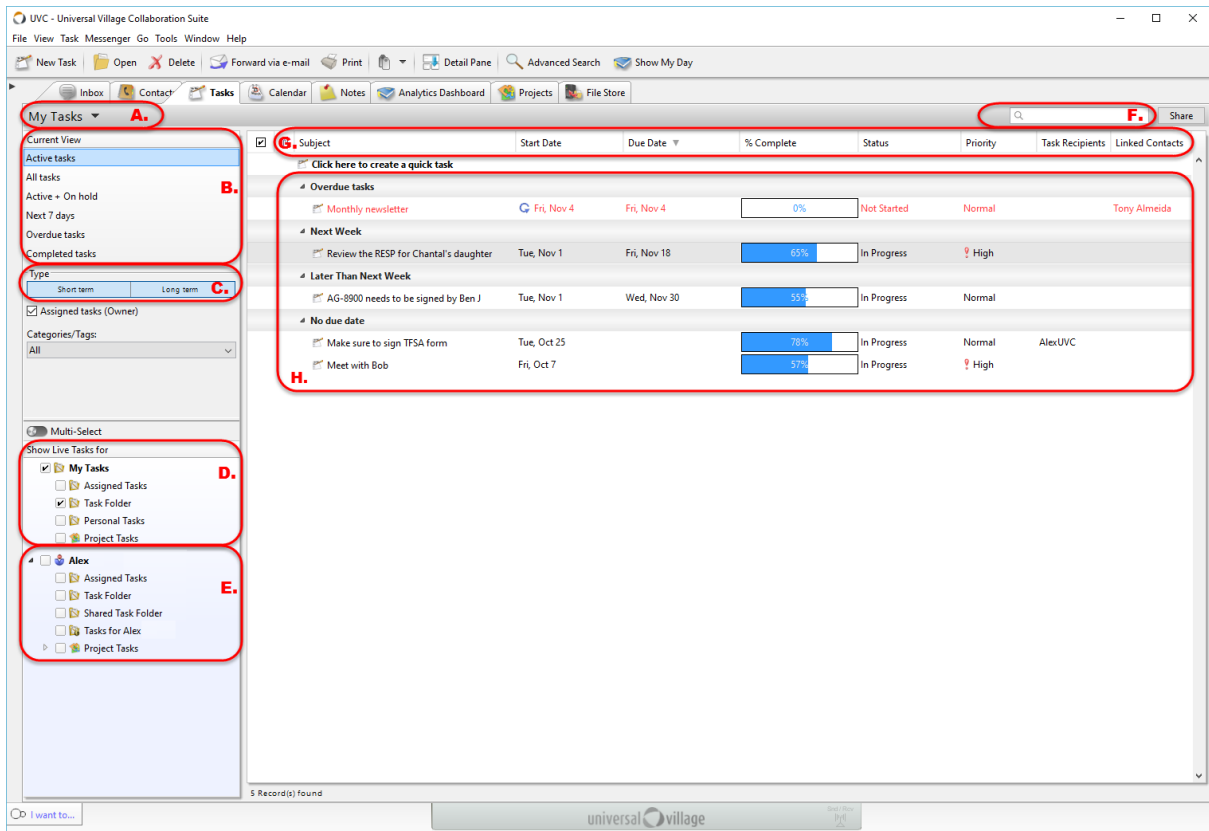 UVC - Universal Village Collaboration Suite
File View Task Messenger Go Tools Window Help
New Task Open Delete Forward via e-mail Print Detail Pane Advanced Search Show My Day
Inbox Contact Tasks Calendar Notes Analytics Dashboard Projects File Store
My Tasks A. F. Share
Current View
Active tasks
All tasks
B.
Active + On hold
Next 7 days
Overdue tasks
Completed tasks
Type
Short term Long term C.
Assigned tasks (Owner)
Categories/Tags:
All
Multi-Select
Show Live Tasks for
My Tasks
D.
Assigned Tasks
Task Folder
Personal Tasks
Project Tasks
Alex
Assigned Tasks
E.
Task Folder
Shared Task Folder
Tasks for Alex
Project Tasks
G. Subject Start Date Due Date % Complete Status Priority Task Recipients Linked Contacts
Click here to create a quick task
Overdue tasks
Monthly newsletter Fri, Nov 4 Fri, Nov 4 0% Not Started Normal Tony Almeida
Next Week
Review the RESP for Chantal's daughter Tue, Nov 1 Fri, Nov 18 65% In Progress High
Later Than Next Week
AG-8900 needs to be signed by Ben J Tue, Nov 1 Wed, Nov 30 55% In Progress Normal
No due date
Make sure to sign TFSA form Tue, Oct 25 78% In Progress Normal AlexUVC
Meet with Bob Fri, Oct 7 57% In Progress High
H.
5 Record(s) found
I want to... universal village